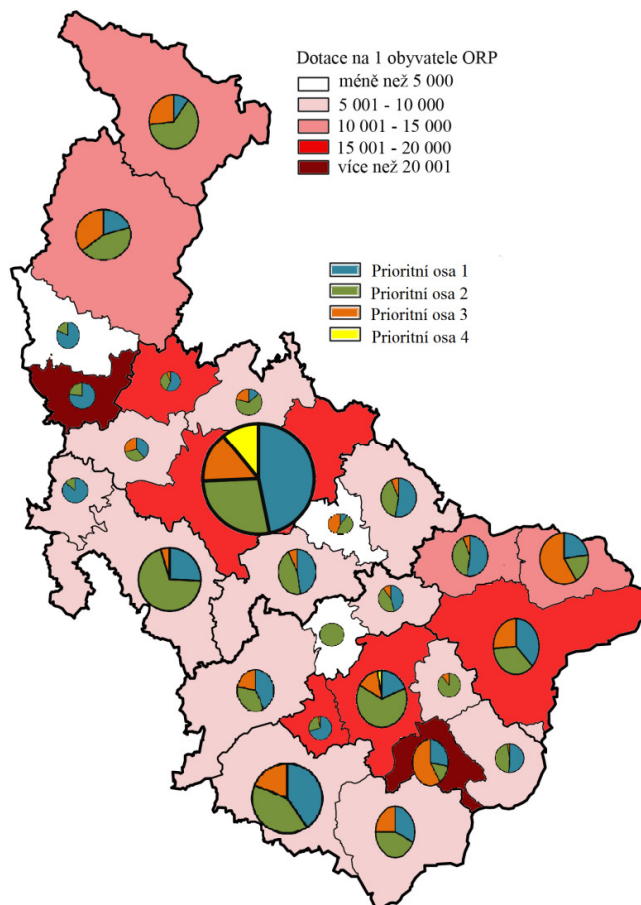 Dotace na 1 obyvatele ORP
méně než 5 000
5 001 - 10 000
10 001 - 15 000
15 001 - 20 000
více než 20 001
Prioritní osa 1
Prioritní osa 2
Prioritní osa 3
Prioritní osa 4